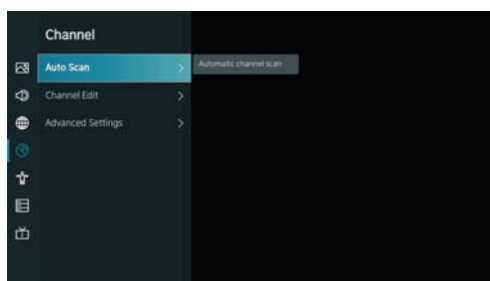 Channel
Auto Scan
Automatic channel scan
Channel Edit
Advanced Settings